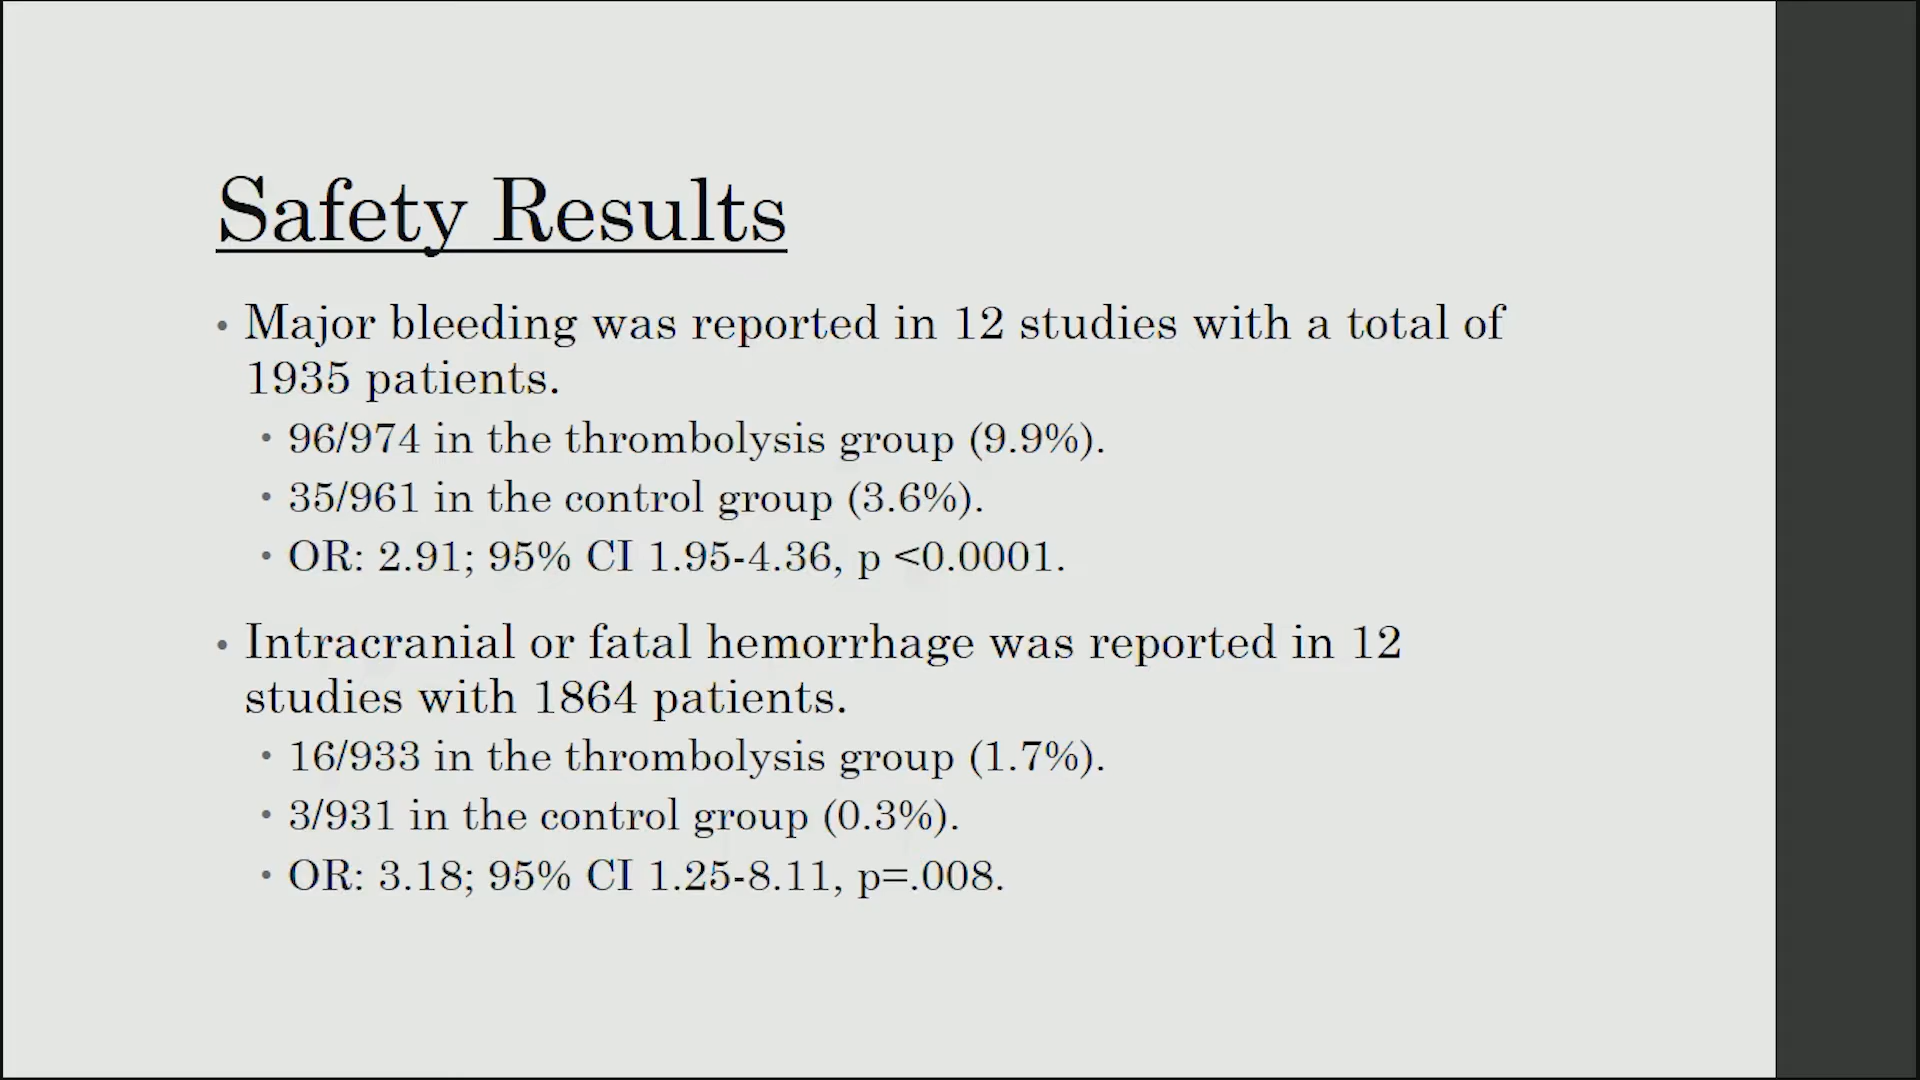 Safety Results
• Major bleeding was reported in 12 studies with a total of
1935 patients.
• 96/974 in the thrombolysis group (9.9%).
• 35/961 in the control group (3.6%).
• OR: 2.91; 95% CI 1.95-4.36, p <0.0001.
• Intracranial or fatal hemorrhage was reported in 12
studies with 1864 patients.
• 16/933 in the thrombolysis group (1.7%).
• 3/931 in the control group (0.3%).
• OR: 3.18; 95% CI 1.25-8.11, p=.008.